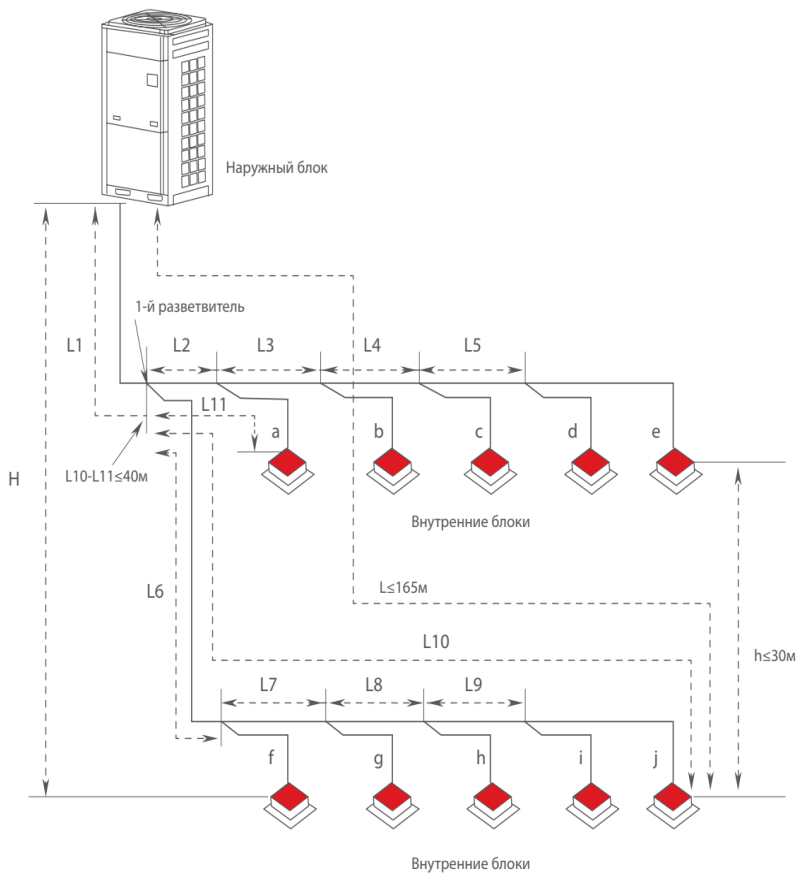 Наружный блок
1-й разветвитель
L1
L2
L3
L4
L5
L11
a
b
c
d
e
L10-L11≤40м
H
Внутренние блоки
L6
L≤165м
L10
h≤30м
L7
L8
L9
f
g
h
i
j
Внутренние блоки